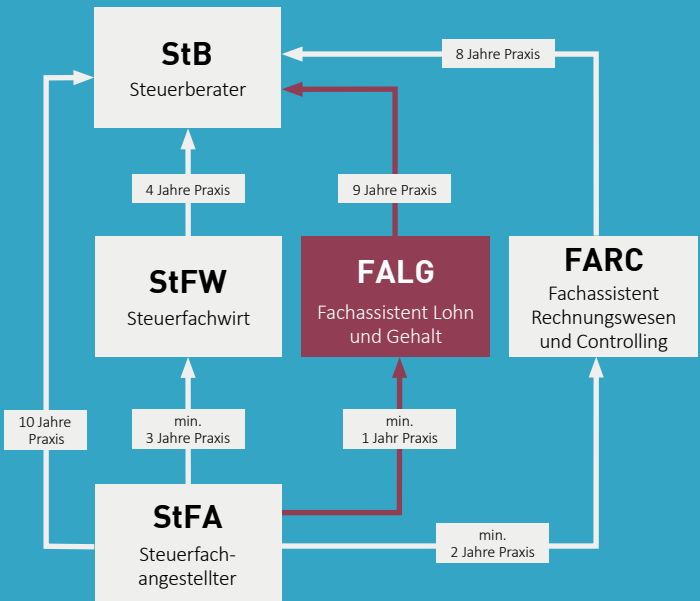 StB
Steuerberater
8 Jahre Praxis
4 Jahre Praxis
9 Jahre Praxis
StFW
Steuerfachwirt
FALG
Fachassistent Lohn
und Gehalt
FARC
Fachassistent
Rechnungswesen
und Controlling
10 Jahre
Praxis
min.
3 Jahre Praxis
min.
1 Jahr Praxis
StFA
Steuerfach-
angestellter
min.
2 Jahre Praxis